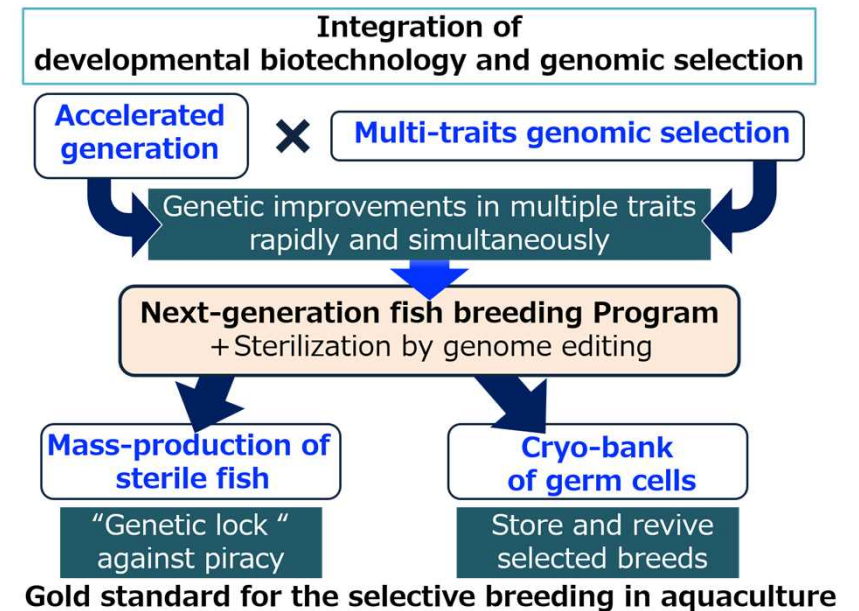 Integration of
developmental biotechnology and genomic selection
Accelerated
generation
×
Multi-traits genomic selection
Genetic improvements in multiple traits
rapidly and simultaneously
Next-generation fish breeding Program
+Sterilization by genome editing
Mass-production of
sterile fish
Cryo-bank
of germ cells
“Genetic lock “
against piracy
Store and revive
selected breeds
Gold standard for the selective breeding in aquaculture